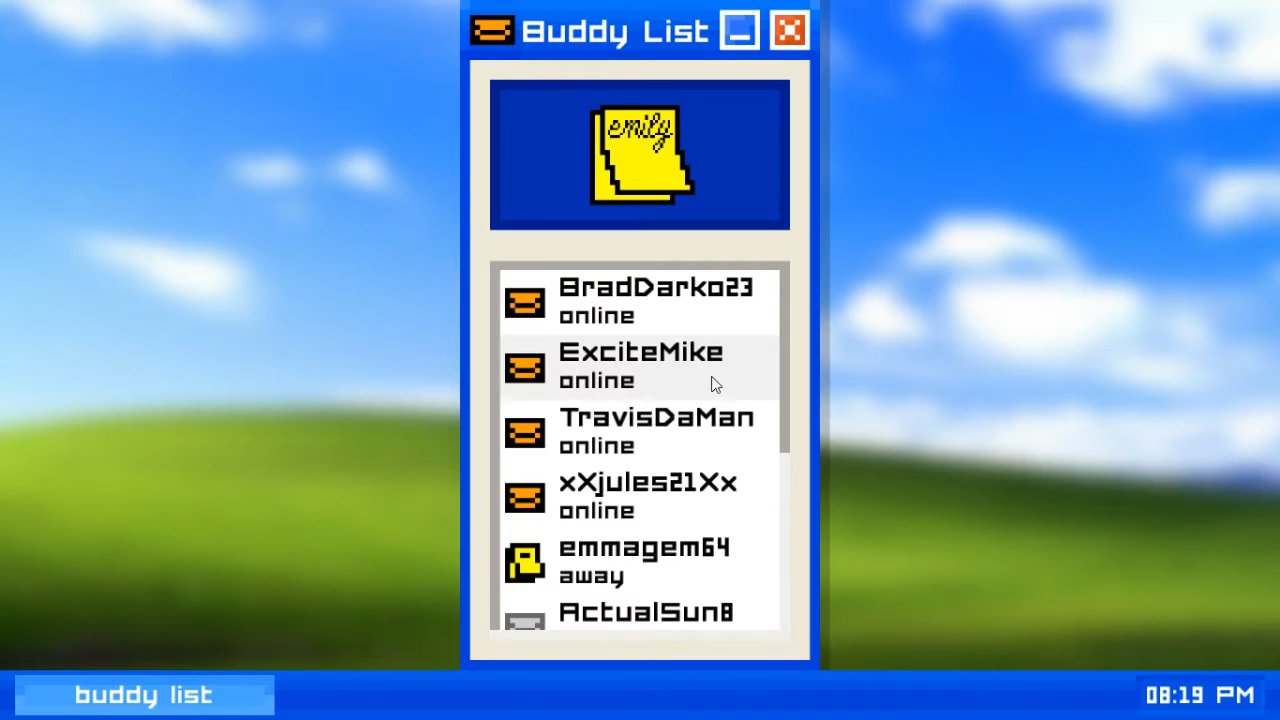 Buddy List
emily
BradDarko23
online
ExciteMike
online
TravisDaMan
online
xXjules21Xx
online
emmagem64
away
ActualSun8
buddy list
08:19 PM